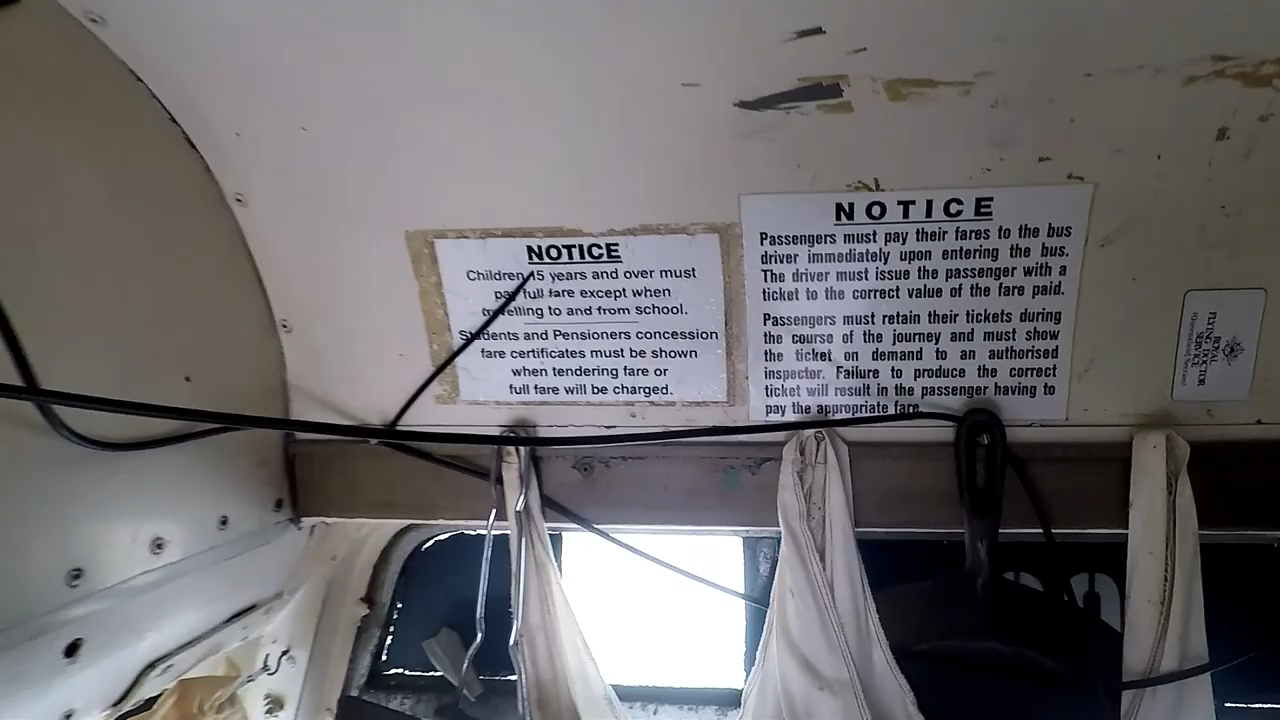 NOTICE
Children 15 years and over must
pay full fare except when
travelling to and from school.
Students and Pensioners concession
fare certificates must be shown
when tendering fare or
full fare will be charged.
NOTICE
Passengers must pay their fares to the bus
driver immediately upon entering the bus.
The driver must issue the passenger with a
ticket to the correct value of the fare paid.
Passengers must retain their tickets during
the course of the journey and must show
the ticket on demand to an authorised
inspector. Failure to produce the correct
ticket will result in the passenger having to
pay the appropriate fare.
ROYAL
FLYING DOCTOR
SERVICE